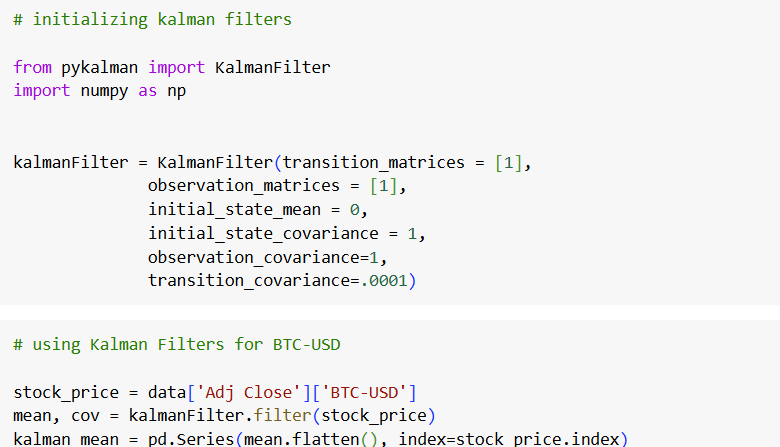 # initializing kalman filters
from pykalman import KalmanFilter
import numpy as np
kalmanFilter = KalmanFilter(transition_matrices = [1],
observation_matrices = [1],
initial_state_mean = 0,
initial_state_covariance = 1,
observation_covariance=1,
transition_covariance=.0001)
# using Kalman Filters for BTC-USD
stock_price = data['Adj Close']['BTC-USD']
mean, cov = kalmanFilter.filter(stock_price)
kalman_mean = pd.Series(mean.flatten(), index=stock_price.index)